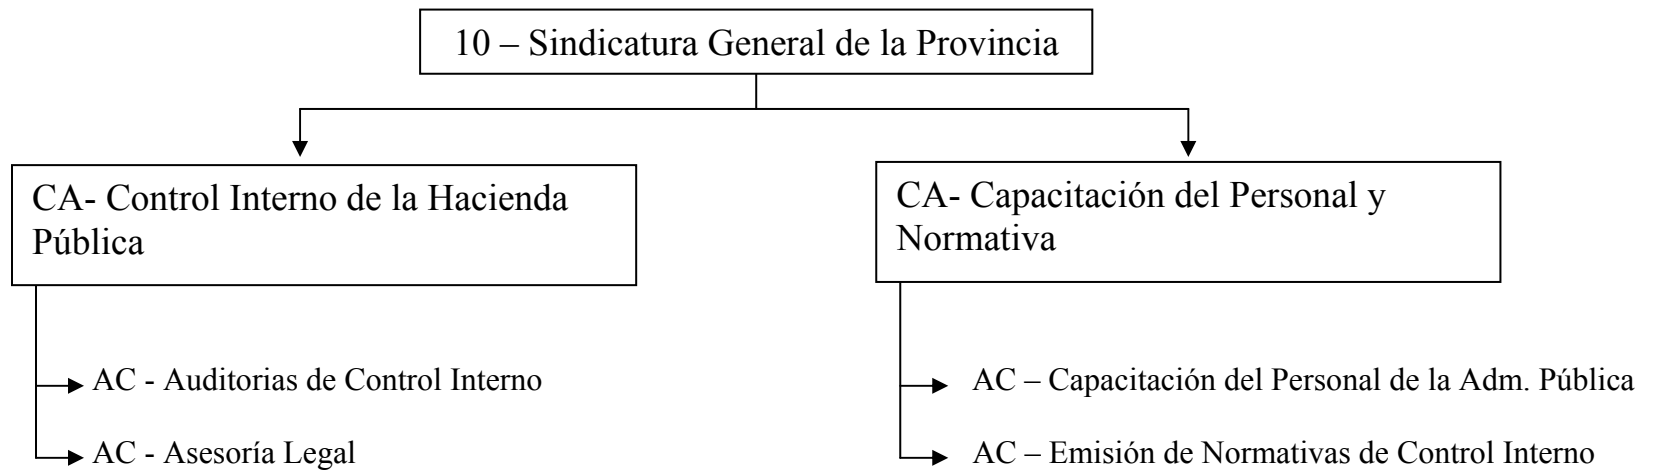 10 – Sindicatura General de la Provincia
CA- Control Interno de la Hacienda
Pública
AC - Auditorias de Control Interno
AC - Asesoría Legal
CA- Capacitación del Personal y
Normativa
AC – Capacitación del Personal de la Adm. Pública
AC – Emisión de Normativas de Control Interno